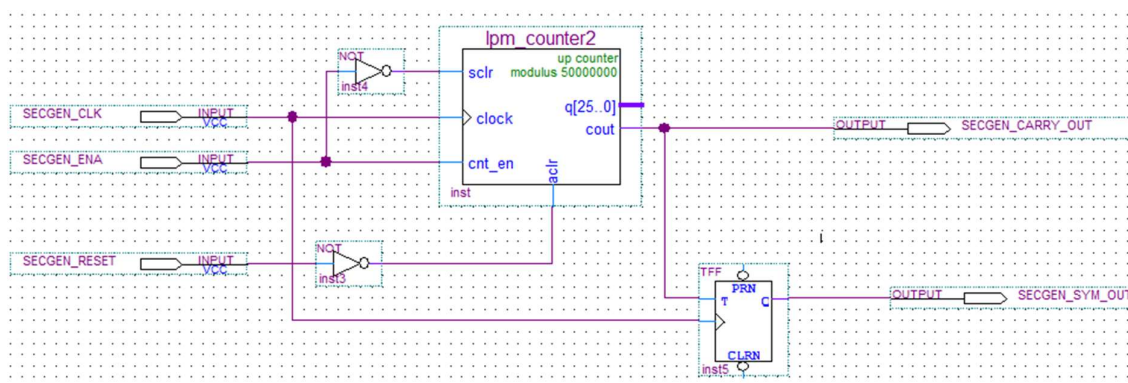 lpm_counter2
up counter
modulus 50000000
NOT
inst4
sclr
q[25..0]
SECGEN_CLK INPUT
VCC
clock
cout
OUTPUT SECGEN_CARRY_OUT
SECGEN_ENA INPUT
VCC
cnt_en
aclr
inst
NOT
SECGEN_RESET INPUT
VCC
inst3
TFF
PRN
T Q
OUTPUT SECGEN_SYM_OUT
CLRN
inst5